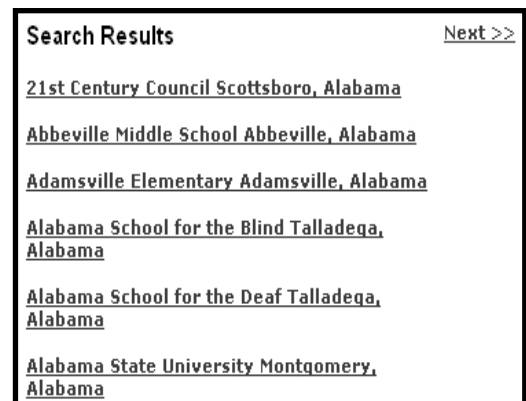 Search Results
Next >>
21st Century Council Scottsboro, Alabama
Abbeville Middle School Abbeville, Alabama
Adamsville Elementary Adamsville, Alabama
Alabama School for the Blind Talladega,
Alabama
Alabama School for the Deaf Talladega,
Alabama
Alabama State University Montgomery,
Alabama